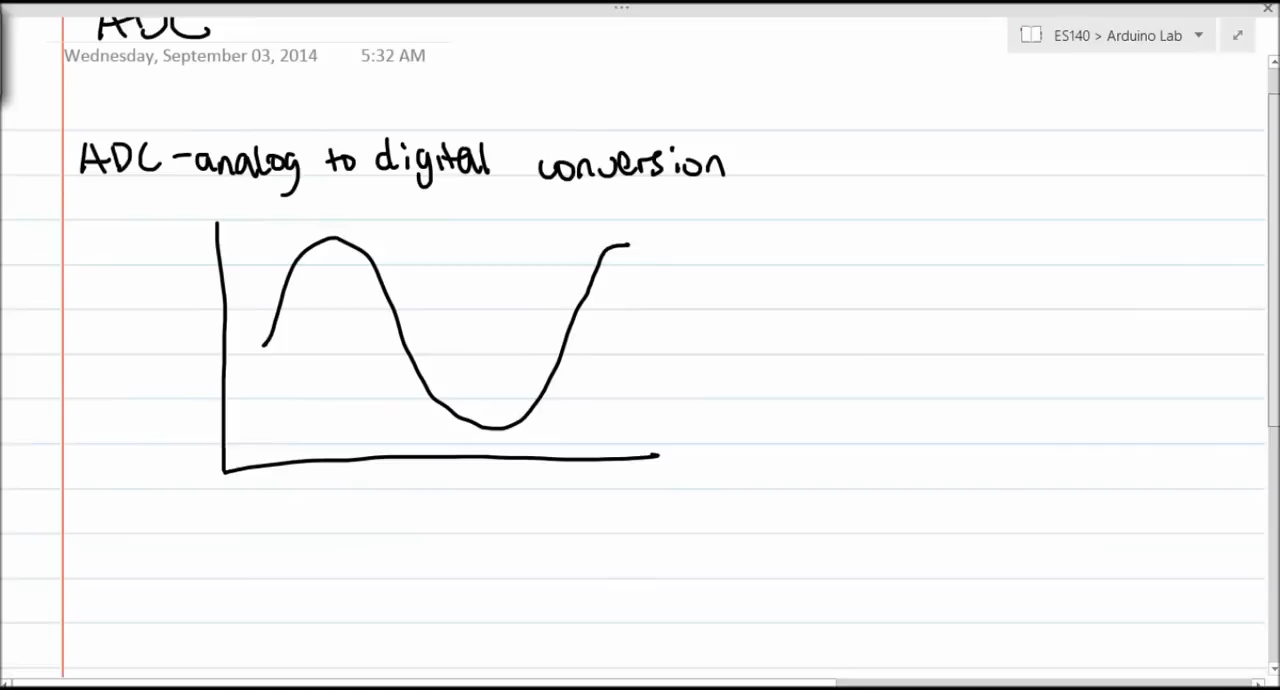 ADC
Wednesday, September 03, 2014 5:32 AM
ES140 > Arduino Lab
ADC - analog to digital conversion